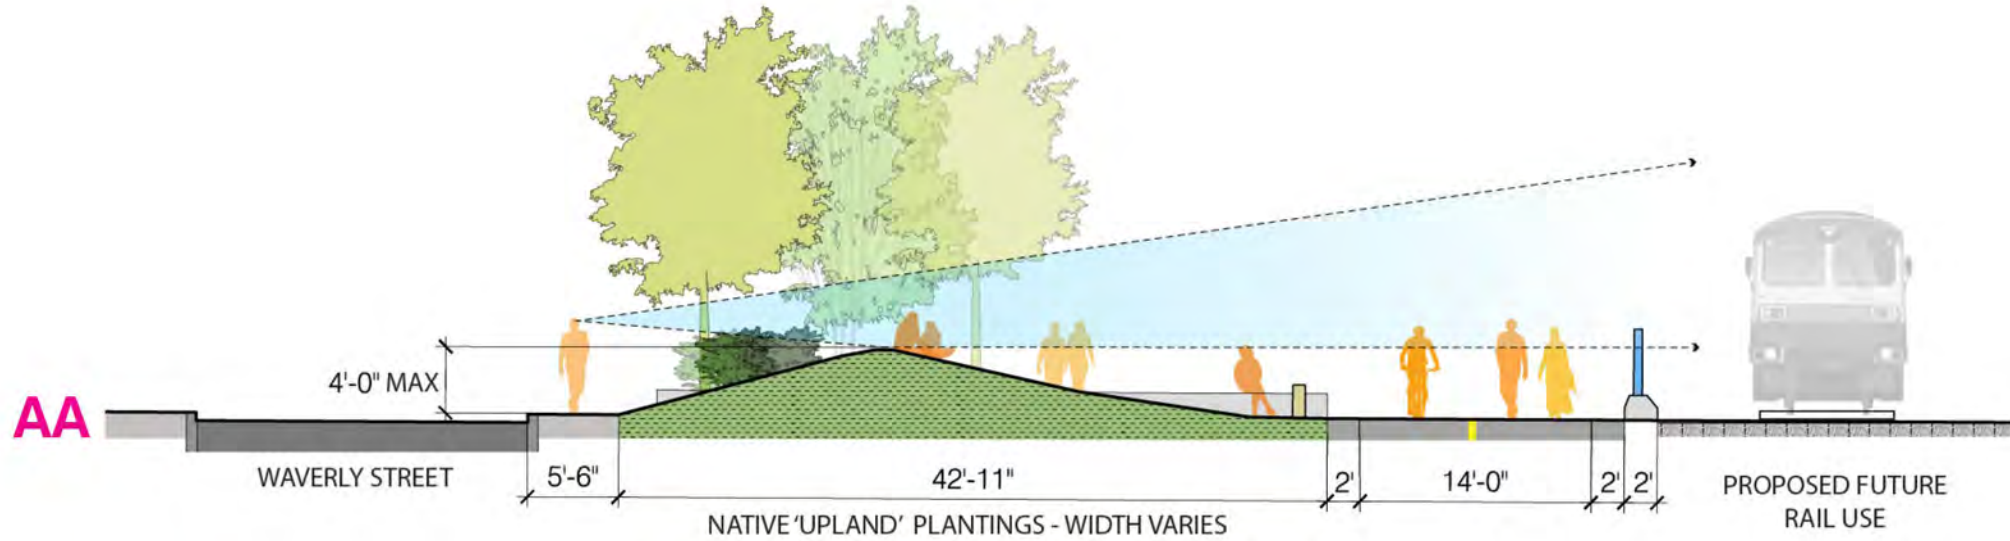 4'-0" MAX
AA
WAVERLY STREET
5'-6"
42'-11"
2'
14'-0"
2'
2'
NATIVE 'UPLAND' PLANTINGS - WIDTH VARIES
PROPOSED FUTURE
RAIL USE